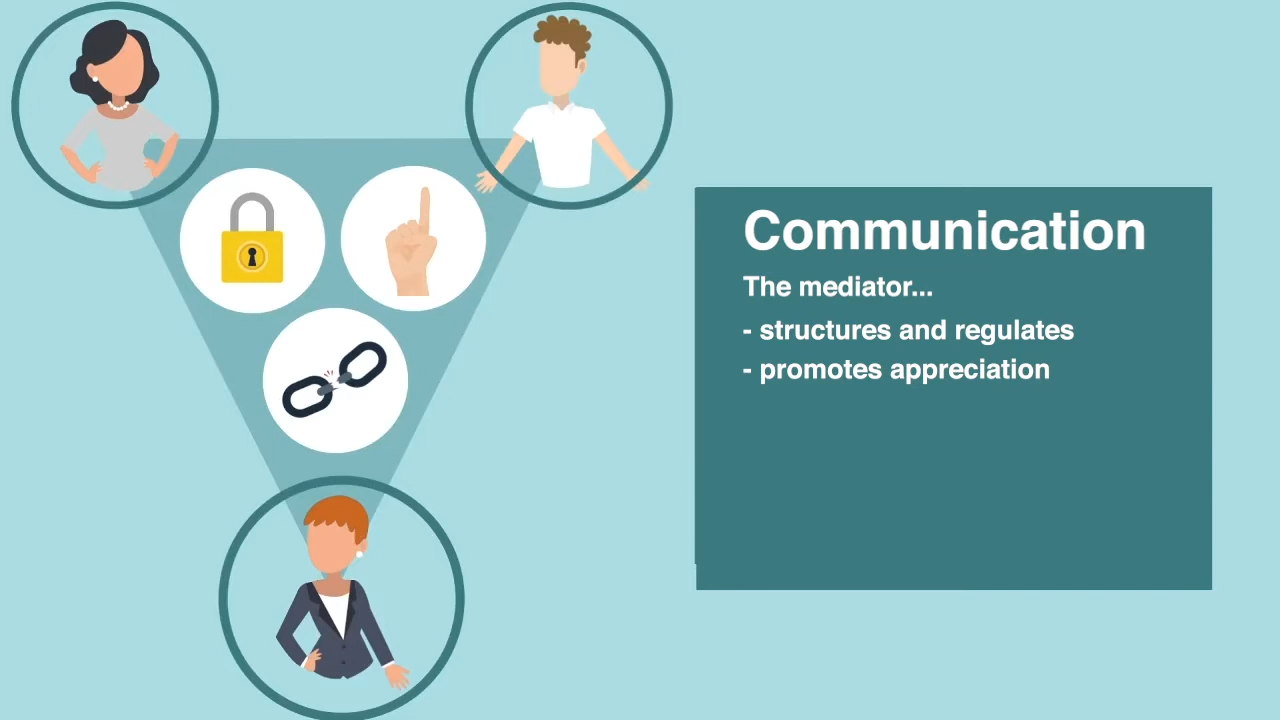 Communication
The mediator...
- structures and regulates
- promotes appreciation